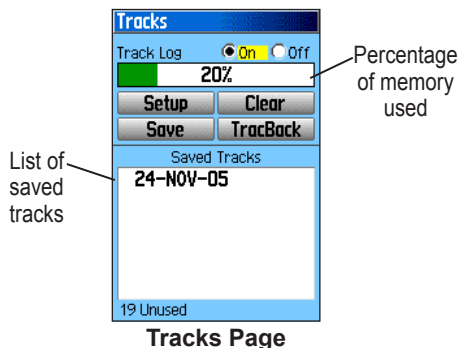 Tracks
Track Log On Off
20%
Setup Clear
Save TracBack
Saved Tracks
24-NOV-05
19 Unused
Percentage
of memory
used
List of
saved
tracks
Tracks Page